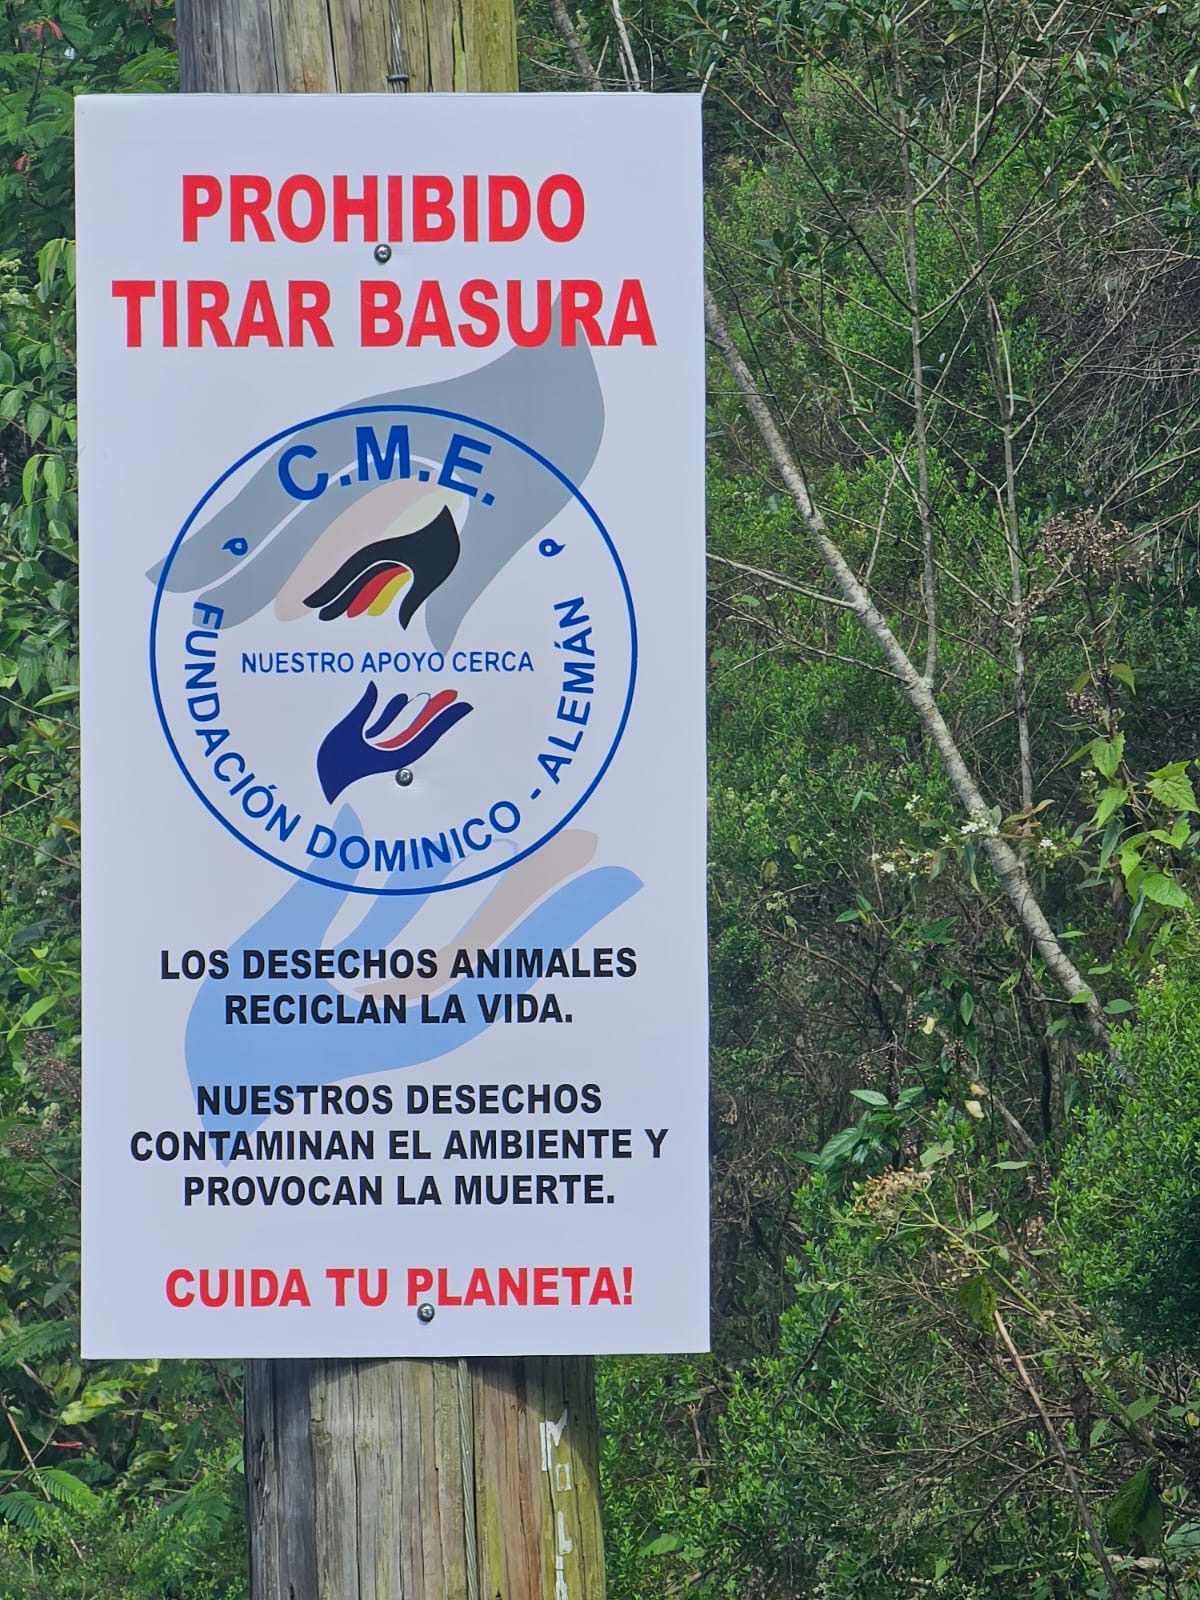 PROHIBIDO
TIRAR BASURA
C.M.E.
NUESTRO APOYO CERCA
FUNDACIÓN DOMINICO - ALEMÁN
LOS DESECHOS ANIMALES
RECICLAN LA VIDA.
NUESTROS DESECHOS
CONTAMINAN EL AMBIENTE Y
PROVOCAN LA MUERTE.
CUIDA TU PLANETA!